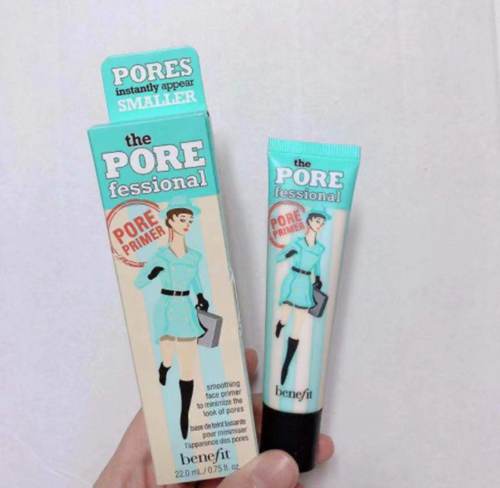 PORES
instantly appear
SMALLER
the
PORE
fessional
PORE
PRIMER
smoothing
face primer
to minimize the
look of pores
base de teint lissante
pour minimiser
l'apparence des pores
benefit
22.0 mL / 0.75 fl. oz.
the
PORE
fessional
PORE
PRIMER
benefit